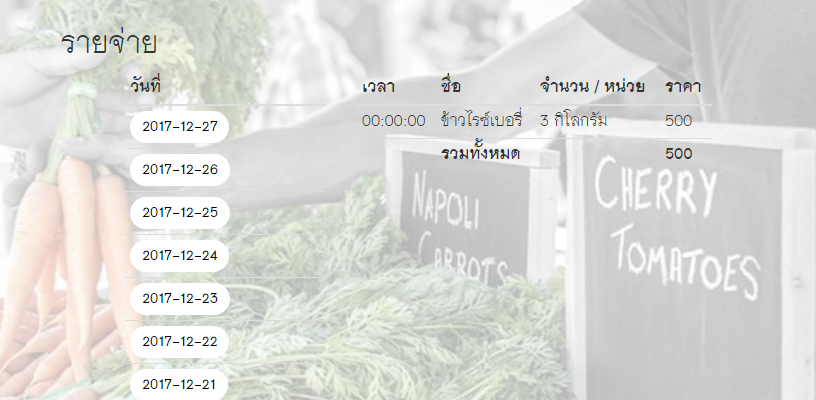 รายจ่าย
วันที่ เวลา ชื่อ จำนวน / หน่วย ราคา
2017-12-27 00:00:00 ข้าวไรซ์เบอรี่ 3 กิโลกรัม 500
รวมทั้งหมด 500
2017-12-26
2017-12-25
2017-12-24
2017-12-23
2017-12-22
2017-12-21
NAPOLI
CARROTS
CHERRY
TOMATOES